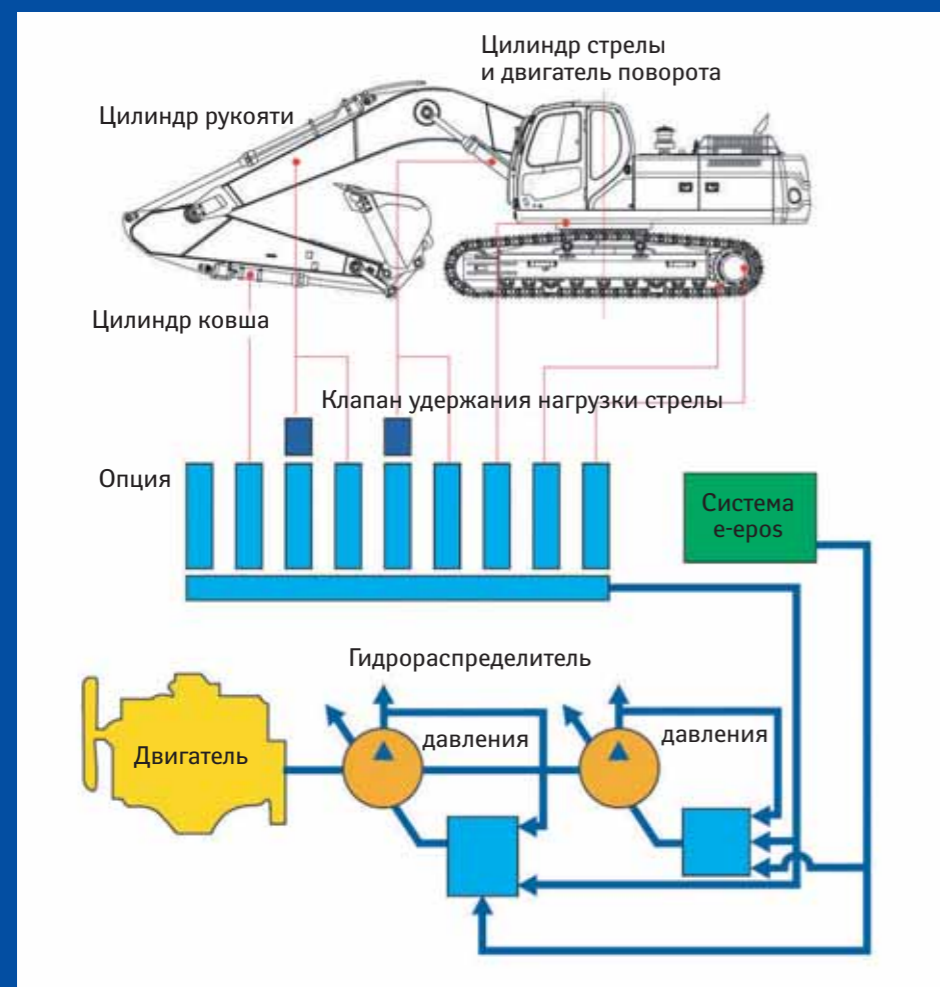 Цилиндр стрелы
и двигатель поворота
Цилиндр рукояти
Цилиндр ковша
Клапан удержания нагрузки стрелы
Опция
Система
e-epos
Гидрораспределитель
давления
давления
Двигатель